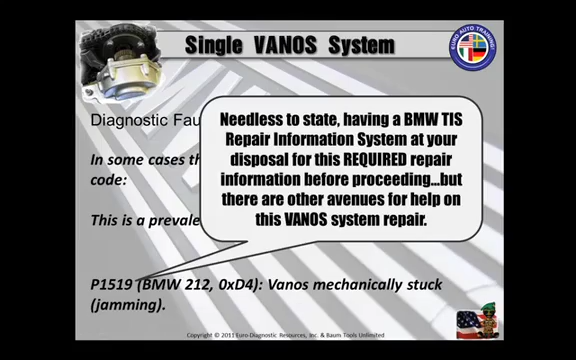 Single VANOS System
EURO AUTO TRAINING
Diagnostic Fau
In some cases th
code:
This is a prevale
Needless to state, having a BMW TIS
Repair Information System at your
disposal for this REQUIRED repair
information before proceeding...but
there are other avenues for help on
this VANOS system repair.
P1519 (BMW 212, 0xD4): Vanos mechanically stuck
(jamming).
Copyright © 2011 Euro-Diagnostic Resources, Inc. & Baum Tools Unlimited